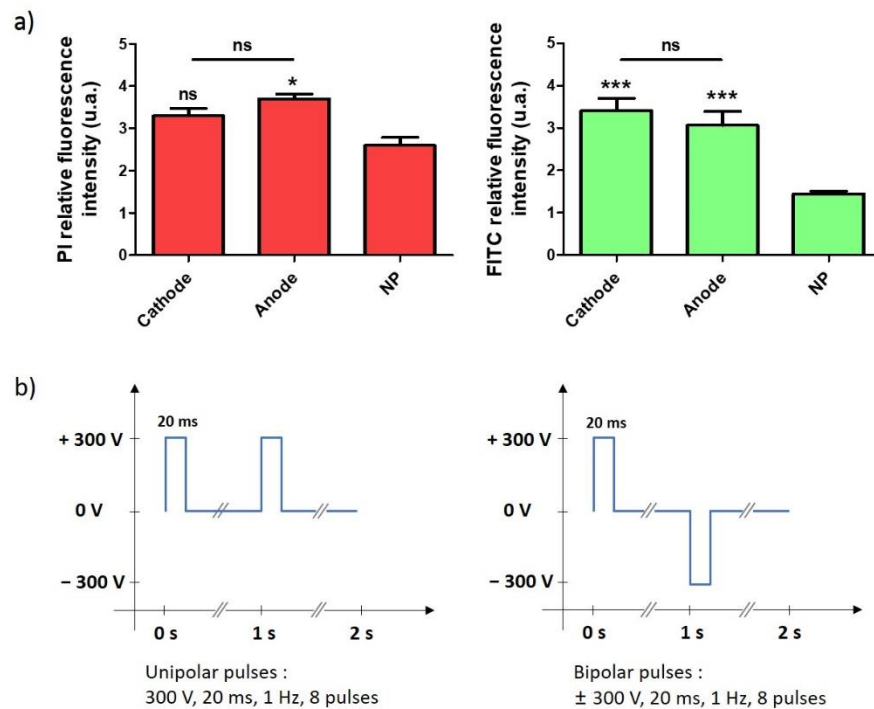 a)
PI relative fluorescence
intensity (u.a.)
5
4
3
2
1
0
ns
ns
*
Cathode
Anode
NP
FITC relative fluorescence
intensity (u.a.)
5
4
3
2
1
0
ns
***
***
Cathode
Anode
NP
b)
20 ms
+ 300 V
0 V
− 300 V
0 s
1 s
2 s
Unipolar pulses :
300 V, 20 ms, 1 Hz, 8 pulses
20 ms
+ 300 V
0 V
− 300 V
0 s
1 s
2 s
Bipolar pulses :
± 300 V, 20 ms, 1 Hz, 8 pulses